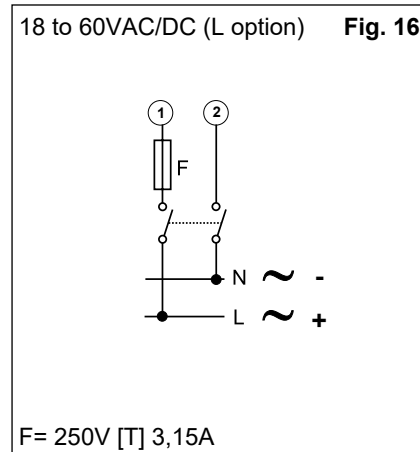 18 to 60VAC/DC (L option) Fig. 16
1 2
F
N ~ -
L ~ +
F= 250V [T] 3,15A